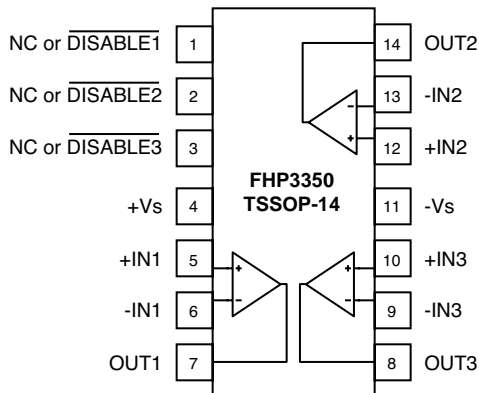 NC or DISABLE1 1 14 OUT2
NC or DISABLE2 2 - 13 -IN2
NC or DISABLE3 3 + 12 +IN2
FHP3350
TSSOP-14
+Vs 4 11 -Vs
+IN1 5 + + 10 +IN3
-IN1 6 − − 9 -IN3
OUT1 7 8 OUT3